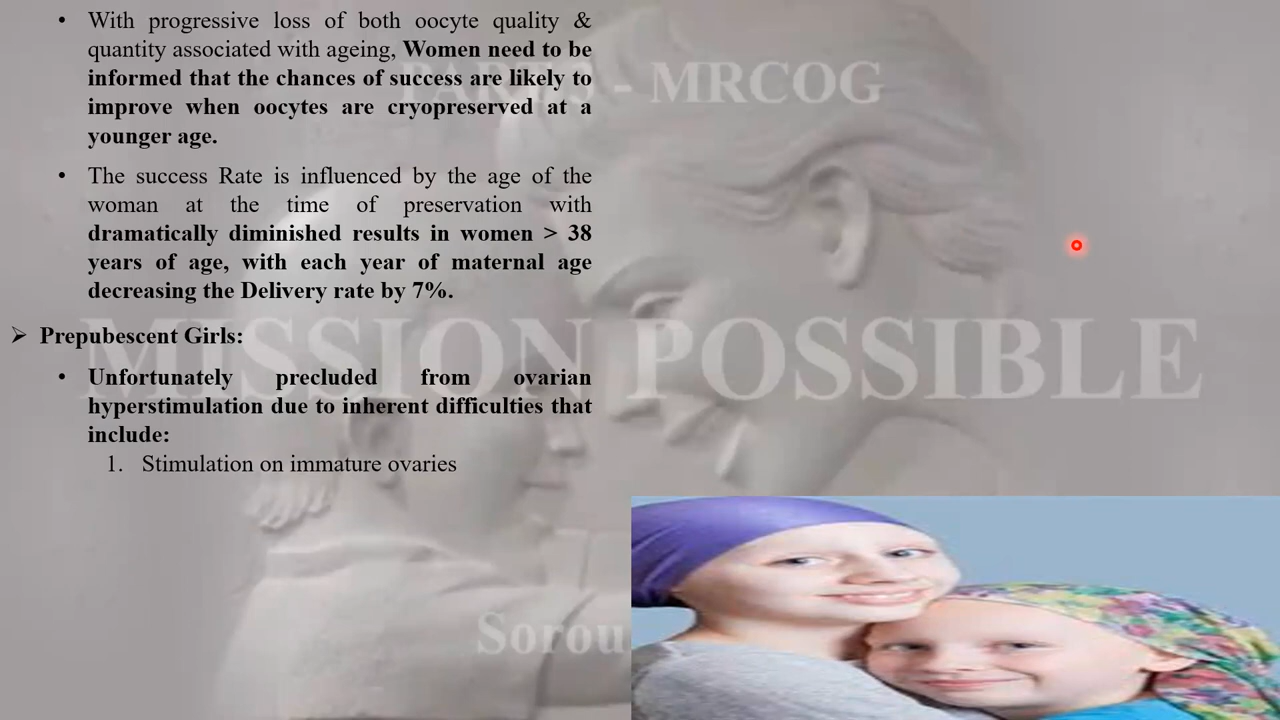 • With progressive loss of both oocyte quality &
quantity associated with ageing, Women need to be
informed that the chances of success are likely to
improve when oocytes are cryopreserved at a
younger age.
• The success Rate is influenced by the age of the
woman at the time of preservation with
dramatically diminished results in women > 38
years of age, with each year of maternal age
decreasing the Delivery rate by 7%.
➢ Prepubescent Girls:
• Unfortunately precluded from ovarian
hyperstimulation due to inherent difficulties that
include:
1. Stimulation on immature ovaries
- MRCOG
MISSION POSSIBLE
Sorou